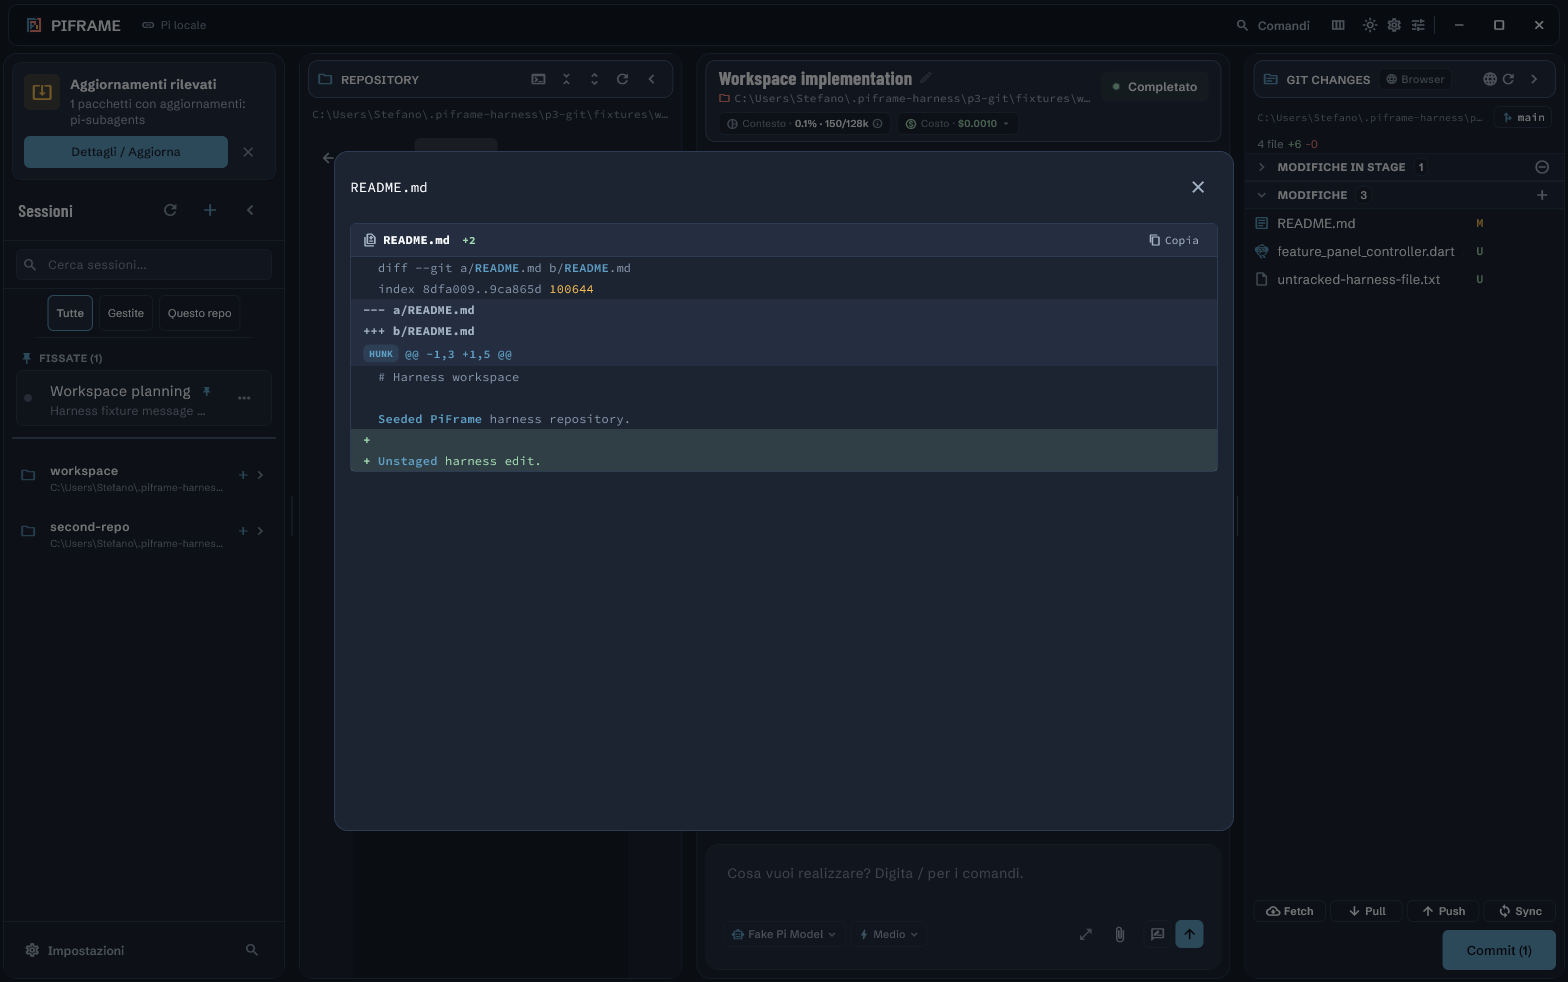 PIFRAME
Pi locale
Comandi
Aggiornamenti rilevati
1 pacchetti con aggiornamenti:
pi-subagents
Dettagli / Aggiorna
Sessioni
Cerca sessioni...
Tutte
Gestite
Questo repo
FISSATE (1)
Workspace planning
Harness fixture message ...
workspace
C:\Users\Stefano\.piframe-harnes...
second-repo
C:\Users\Stefano\.piframe-harnes...
Impostazioni
REPOSITORY
C:\Users\Stefano\.piframe-harness\p3-git\fixtures\w…
Workspace implementation
C:\Users\Stefano\.piframe-harness\p3-git\fixtures\w…
Completato
Contesto · 0.1% · 150/128k
Costo · $0.0010
README.md
README.md +2
Copia
diff --git a/README.md b/README.md
index 8dfa009..9ca865d 100644
--- a/README.md
+++ b/README.md
HUNK @@ -1,3 +1,5 @@
# Harness workspace
Seeded PiFrame harness repository.
+
+ Unstaged harness edit.
Cosa vuoi realizzare? Digita / per i comandi.
Fake Pi Model
Medio
GIT CHANGES
Browser
C:\Users\Stefano\.piframe-harness\p…
main
4 file +6 -0
MODIFICHE IN STAGE 1
MODIFICHE 3
README.md M
feature_panel_controller.dart U
untracked-harness-file.txt U
Fetch
Pull
Push
Sync
Commit (1)